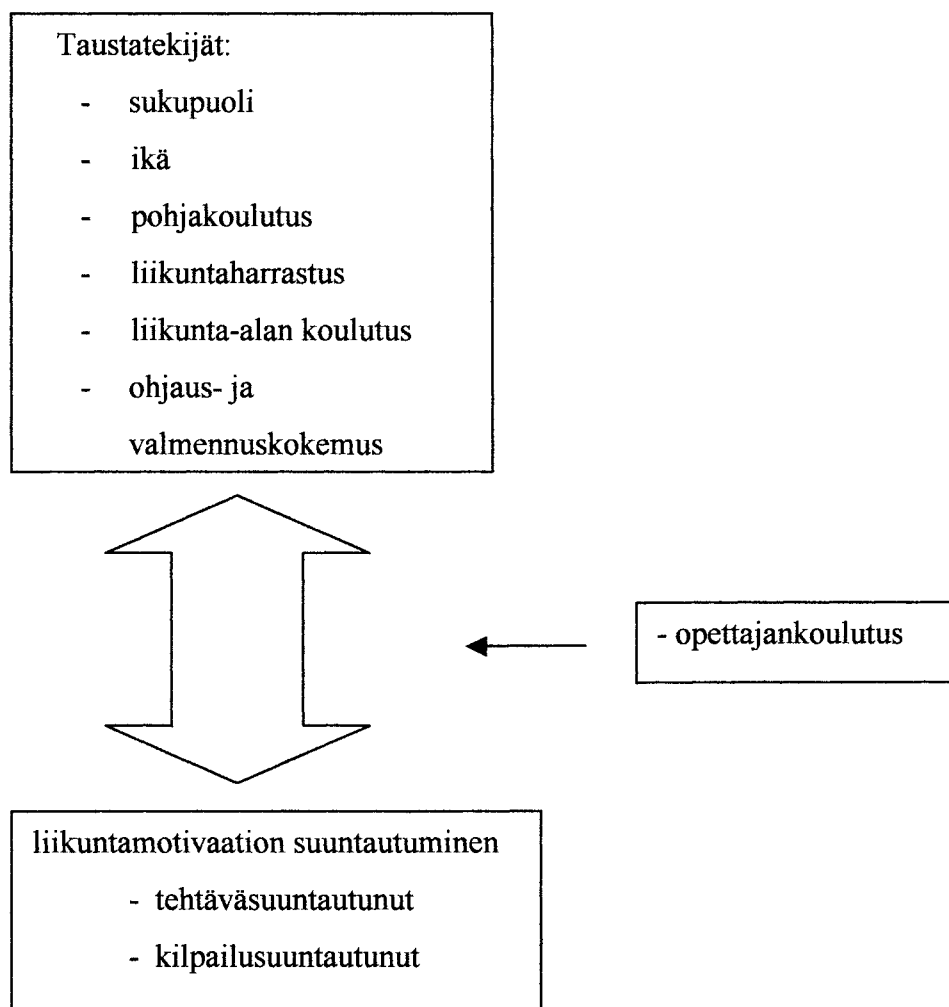 Taustatekijät:
- sukupuoli
- ikä
- pohjakoulutus
- liikuntaharrastus
- liikunta-alan koulutus
- ohjaus- ja
valmennuskokemus
- opettajankoulutus
liikuntamotivaation suuntautuminen
- tehtäväsuuntautunut
- kilpailusuuntautunut